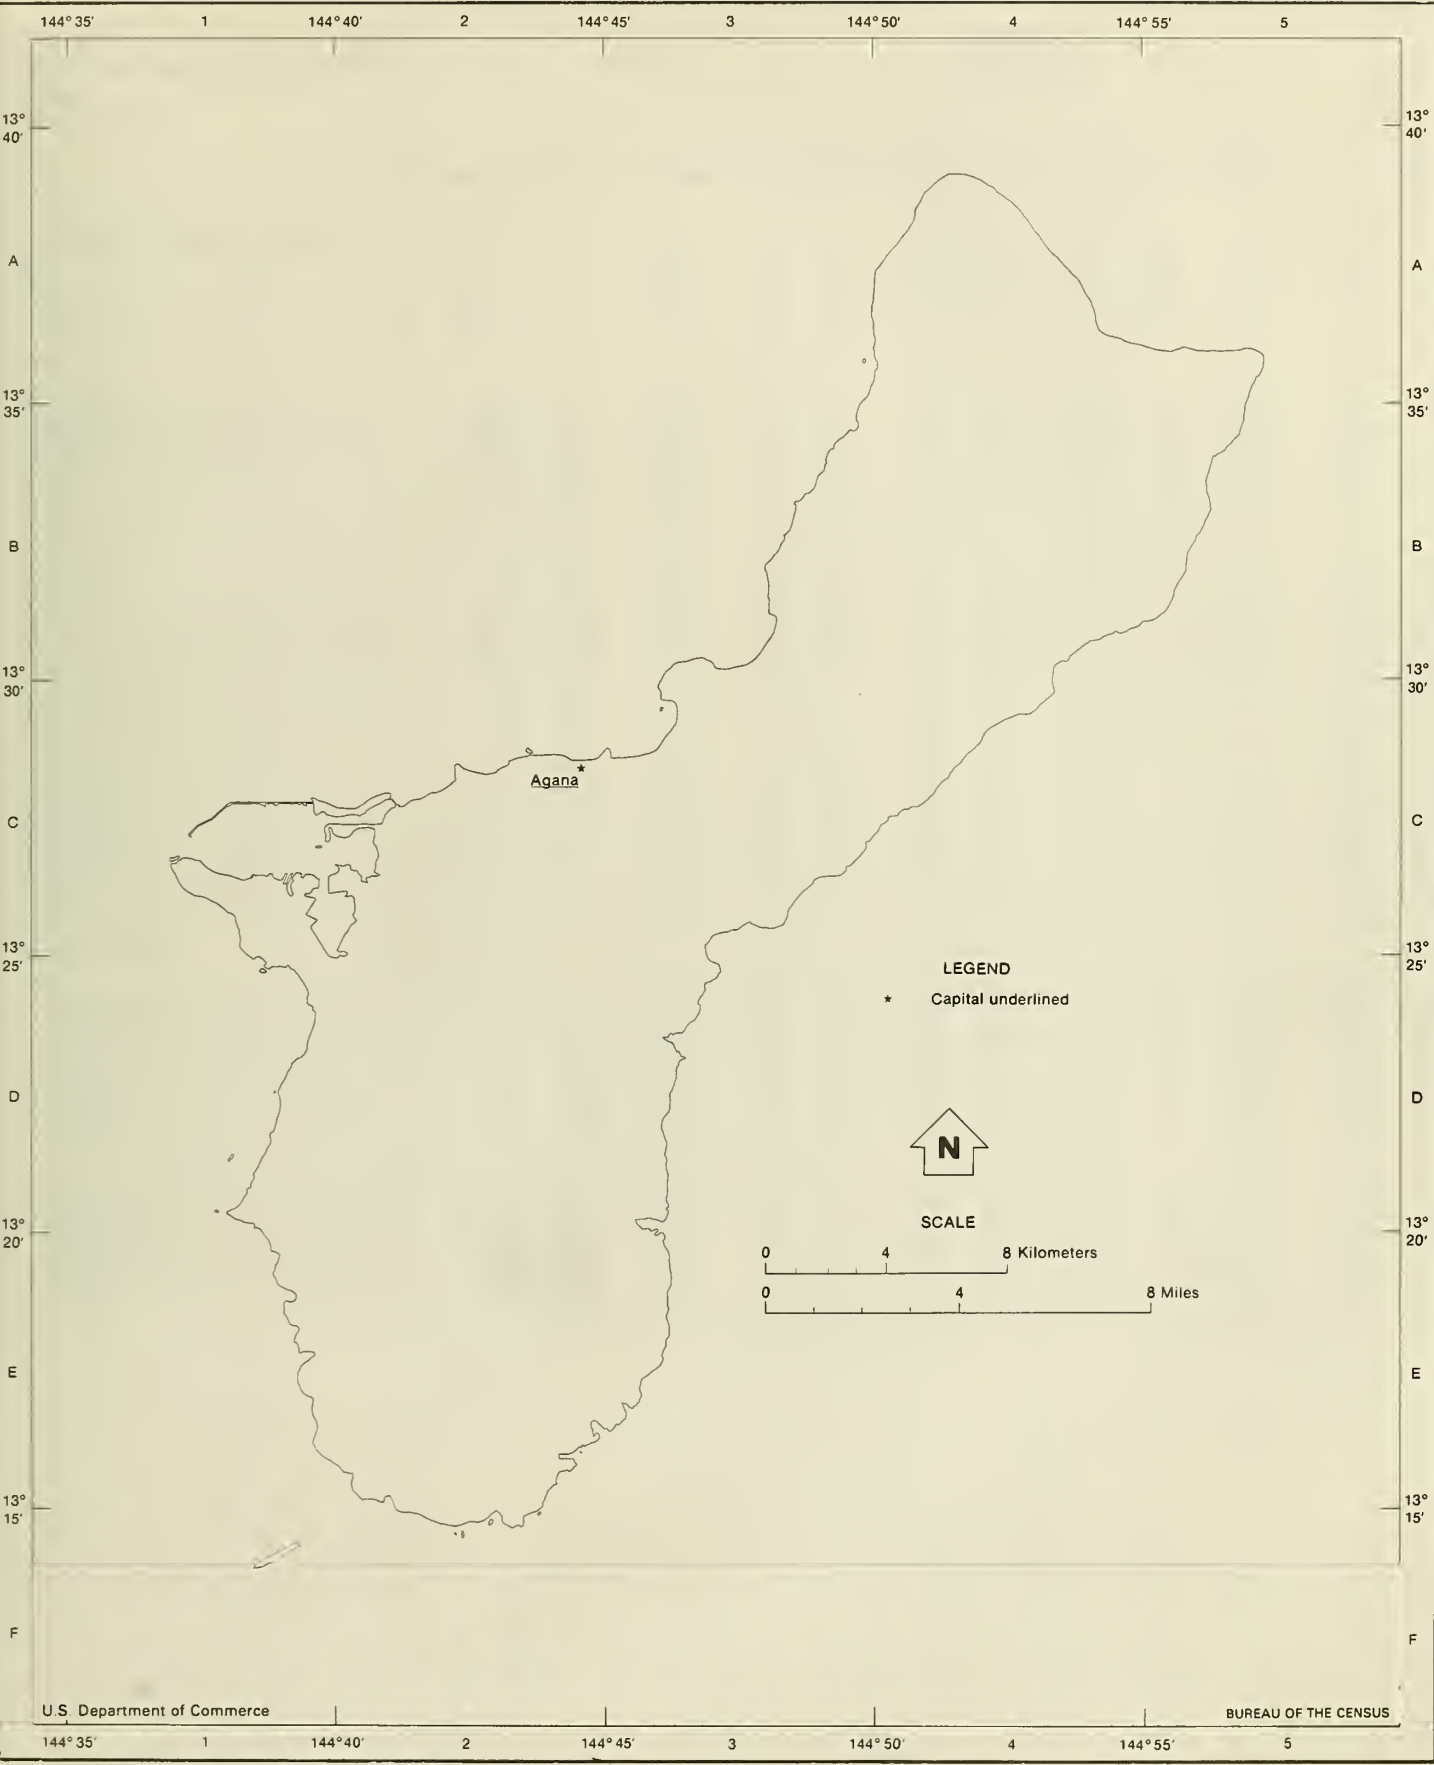 144°35' 1 144°40' 2 144°45' 3 144°50' 4 144°55' 5
13° 13°
40' 40'
A A
13° 13°
35' 35'
B B
13° 13°
30' 30'
Agana
C C
13° 13°
25' 25'
LEGEND
★ Capital underlined
D D
N
13° 13°
20' 20'
SCALE
0 4 8 Kilometers
0 4 8 Miles
E E
13° 13°
15' 15'
F F
U.S. Department of Commerce BUREAU OF THE CENSUS
144°35' 1 144°40' 2 144°45' 3 144°50' 4 144°55' 5